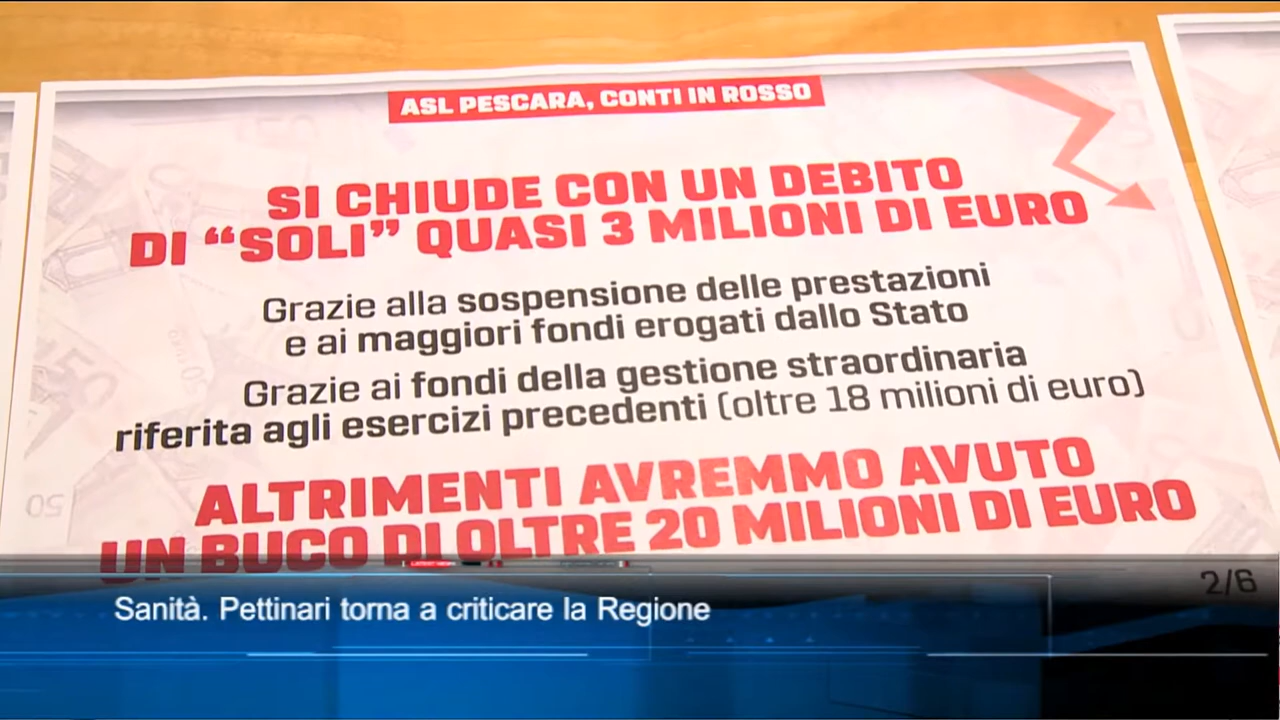 ASL PESCARA, CONTI IN ROSSO
SI CHIUDE CON UN DEBITO
DI “SOLI” QUASI 3 MILIONI DI EURO
Grazie alla sospensione delle prestazioni
e ai maggiori fondi erogati dallo Stato
Grazie ai fondi della gestione straordinaria
riferita agli esercizi precedenti (oltre 18 milioni di euro)
ALTRIMENTI AVREMMO AVUTO
UN BUCO DI OLTRE 20 MILIONI DI EURO
2/6
LATEST NEWS
Sanità. Pettinari torna a criticare la Regione
50